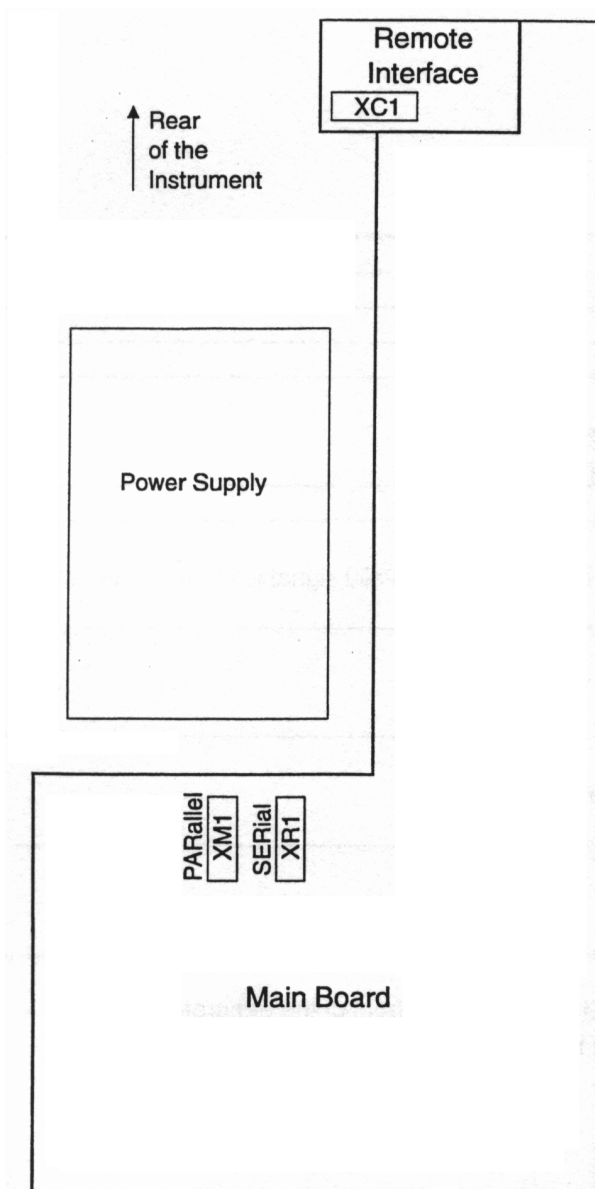 Remote
Interface
XC1
Rear
of the
Instrument
Power Supply
PARallel
XM1
SERial
XR1
Main Board